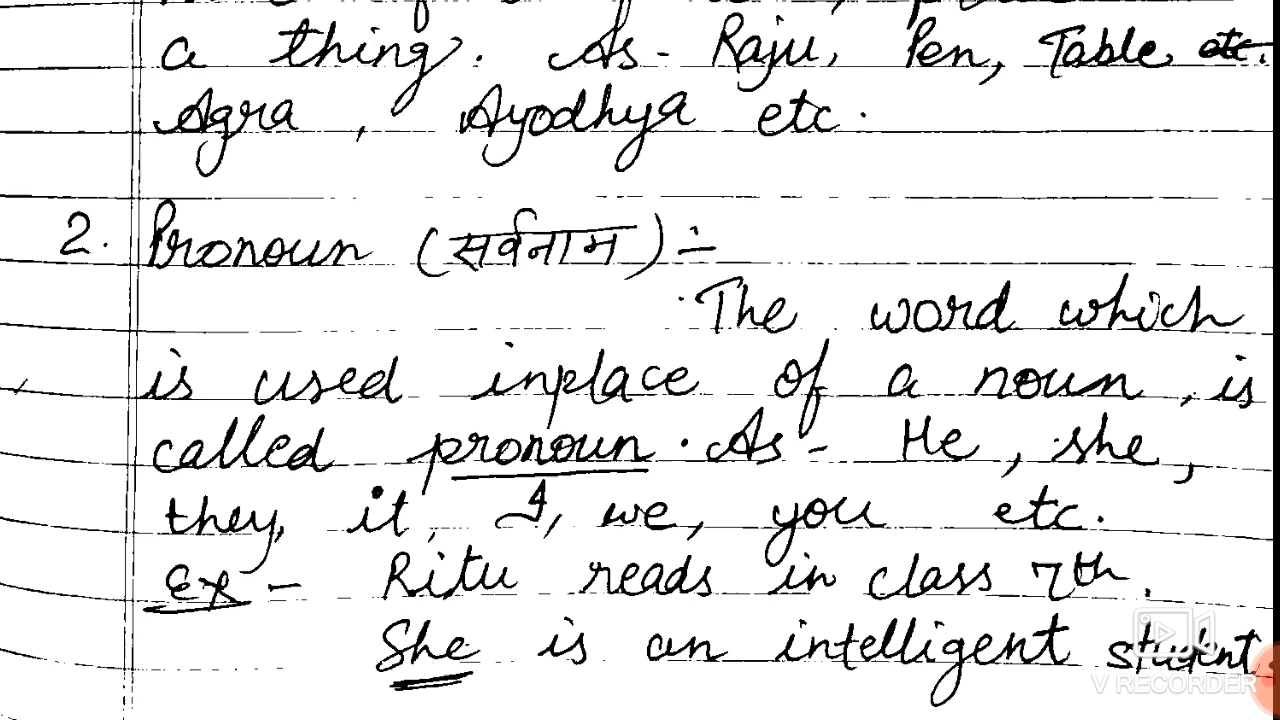 a thing. As - Raju, Pen, Table etc.
Agra, Ayodhya etc.
2. Pronoun (सर्वनाम) :-
The word which
is used inplace of a noun, is
called pronoun. As - He, she,
they, it, I, we, you etc.
Ex - Ritu reads in class 7th.
She is an intelligent student
V RECORDER